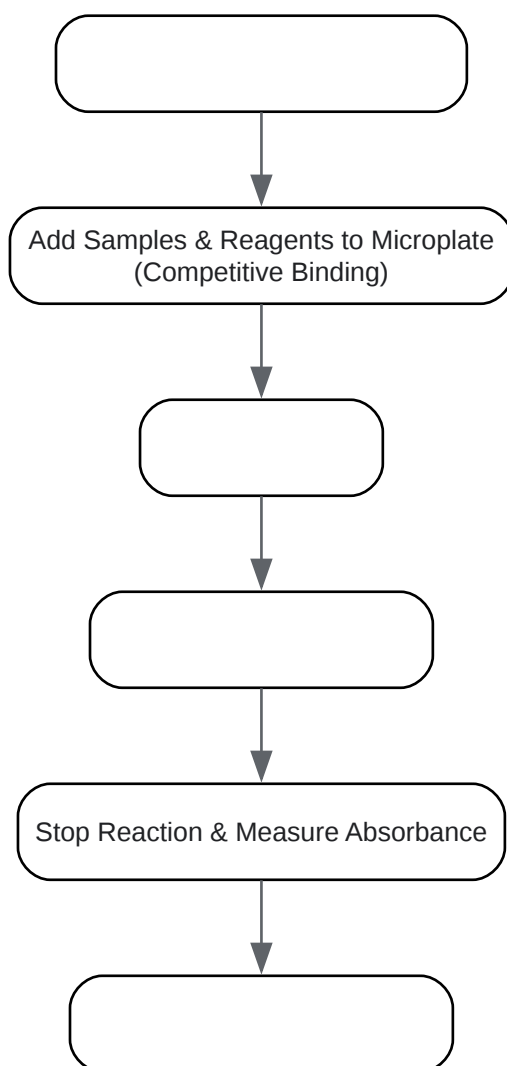 Add Samples & Reagents to Microplate
(Competitive Binding)
Stop Reaction & Measure Absorbance